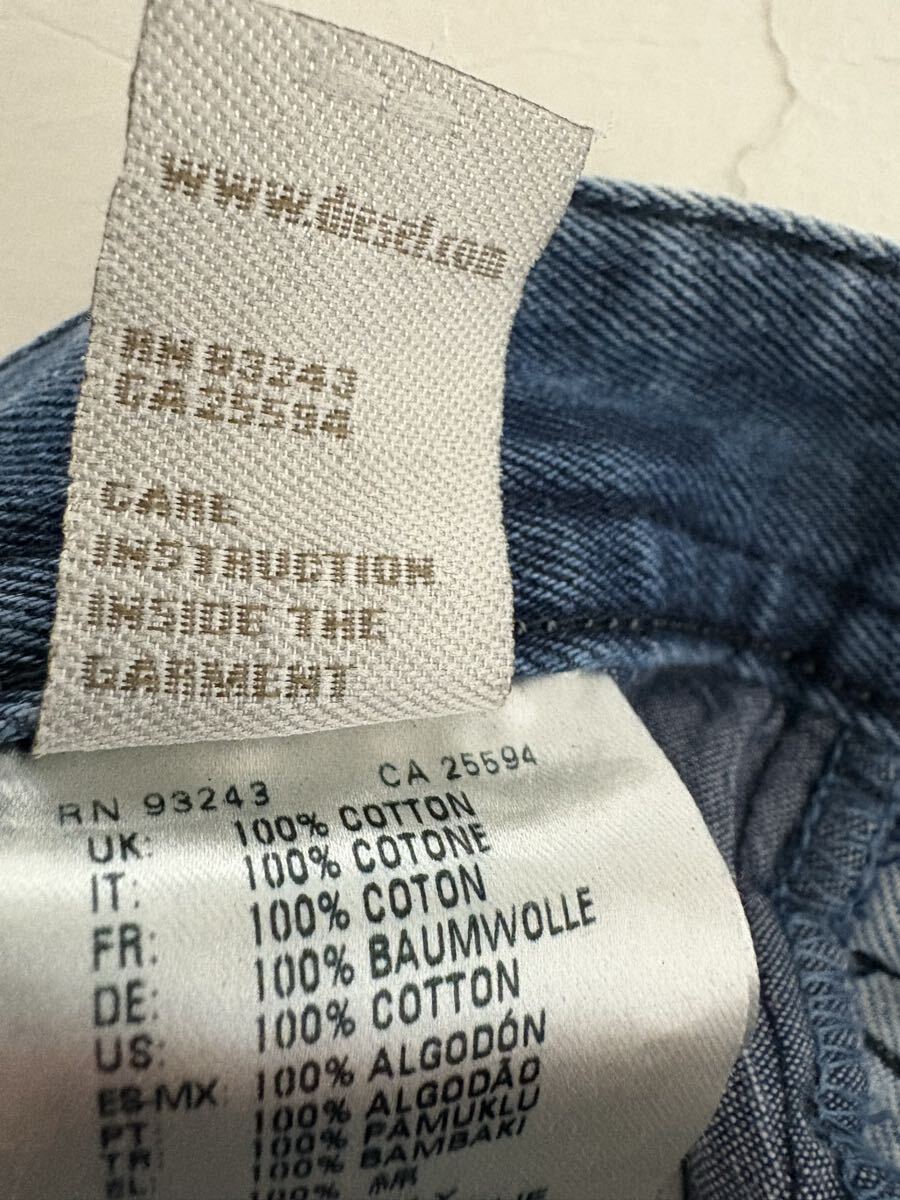 www.diesel.com
RN 93243
CA 25594
CARE
INSTRUCTION
INSIDE THE
GARMENT
RN 93243 CA 25594
UK: 100% COTTON
IT: 100% COTONE
FR: 100% COTON
DE: 100% BAUMWOLLE
US: 100% COTTON
ES-MX: 100% ALGODÓN
PT: 100% ALGODÃO
TR: 100% PAMUKLU
EL: 100% BAMBAKI
100%